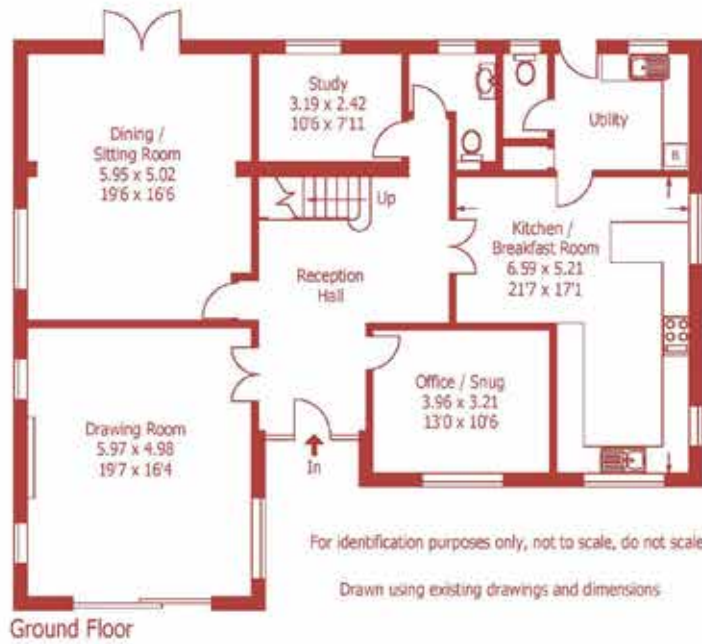 Study
3.19 x 2.42
10'6 x 7'11
Dining /
Sitting Room
5.95 x 5.02
19'6 x 16'6
Utility
B
Up
Kitchen /
Breakfast Room
6.59 x 5.21
21'7 x 17'1
Reception
Hall
Office / Snug
3.96 x 3.21
13'0 x 10'6
Drawing Room
5.97 x 4.98
19'7 x 16'4
In
For identification purposes only, not to scale, do not scale
Drawn using existing drawings and dimensions
Ground Floor